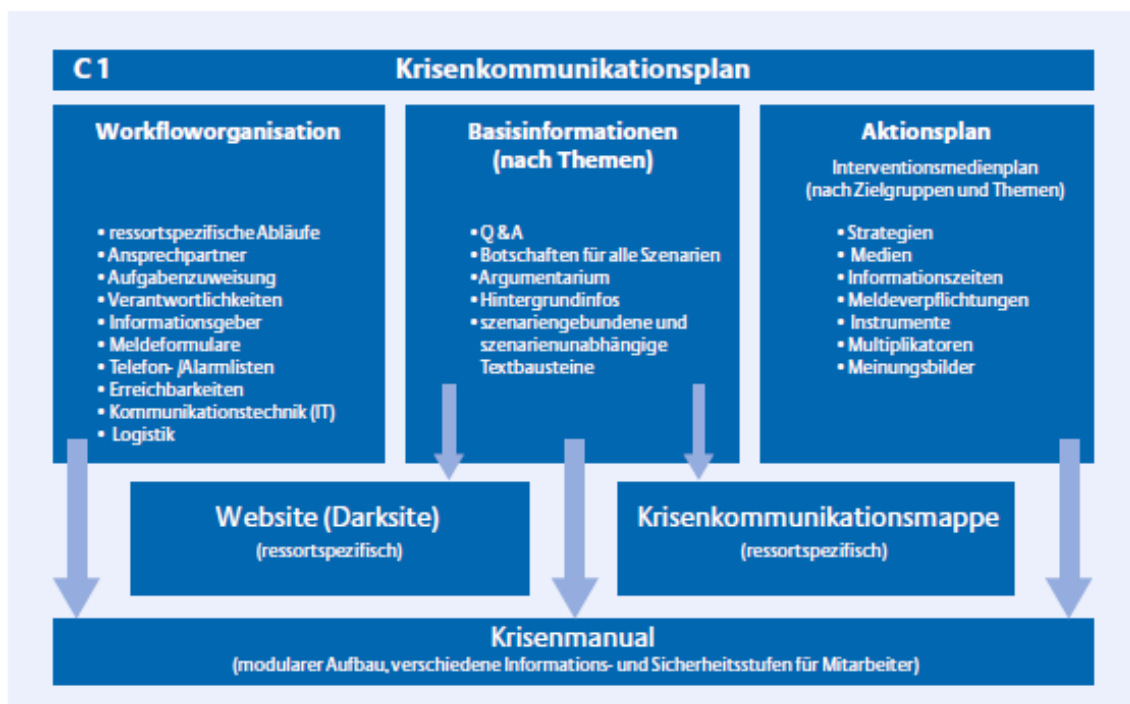 C 1 Krisenkommunikationsplan
Workfloworganisation
• ressortspezifische Abläufe
• Ansprechpartner
• Aufgabenzuweisung
• Verantwortlichkeiten
• Informationsgeber
• Meldeformulare
• Telefon- /Alarmlisten
• Erreichbarkeiten
• Kommunikationstechnik (IT)
• Logistik
Basisinformationen
(nach Themen)
• Q & A
• Botschaften für alle Szenarien
• Argumentarium
• Hintergrundinfos
• szenariengebundene und
szenarienunabhängige
Textbausteine
Aktionsplan
Interventionsmedienplan
(nach Zielgruppen und Themen)
• Strategien
• Medien
• Informationszeiten
• Meldeverpflichtungen
• Instrumente
• Multiplikatoren
• Meinungsbilder
Website (Darksite)
(ressortspezifisch)
Krisenkommunikationsmappe
(ressortspezifisch)
Krisenmanual
(modularer Aufbau, verschiedene Informations- und Sicherheitsstufen für Mitarbeiter)